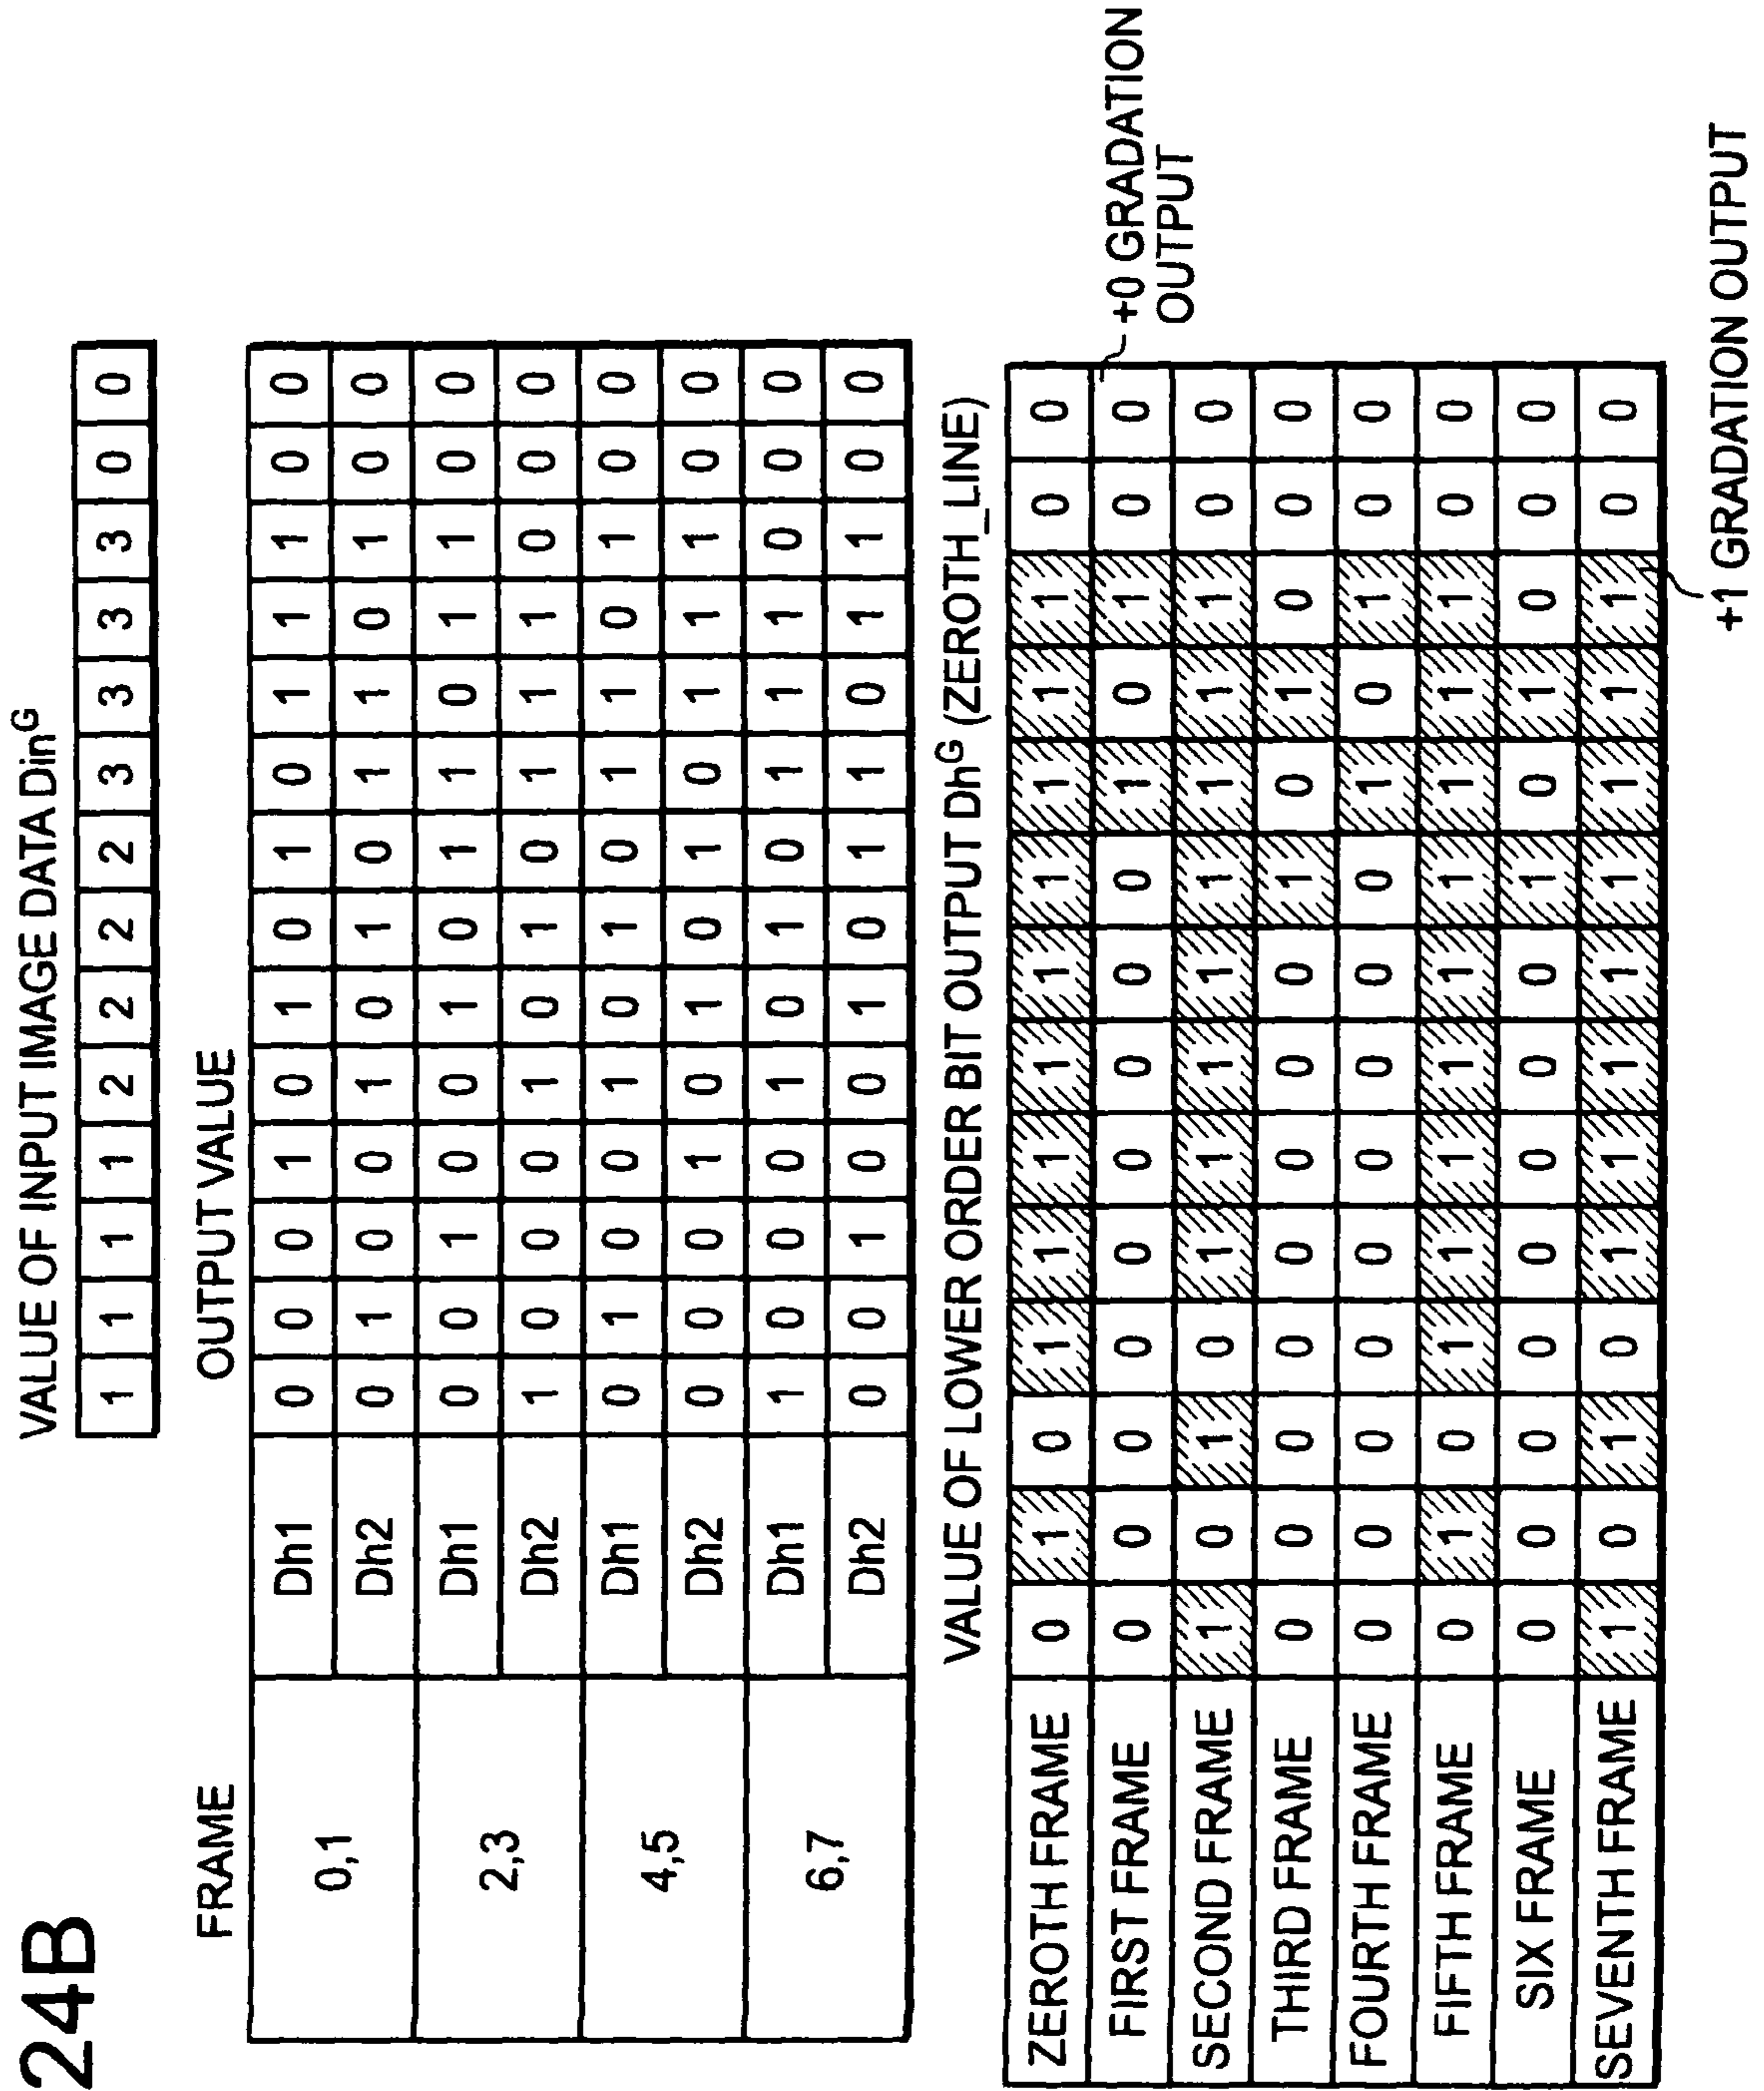 24B
VALUE OF INPUT IMAGE DATA Din^G
1 1 1 1 2 2 2 2 3 3 3 3 0 0
FRAME OUTPUT VALUE
0,1 Dh1 0 0 0 1 0 1 0 1 0 1 1 1 0 0
Dh2 0 1 0 0 1 0 1 0 1 1 0 1 0 0
2,3 Dh1 0 0 1 0 0 1 0 1 1 0 1 1 0 0
Dh2 1 0 0 0 1 0 1 0 1 1 1 0 0 0
4,5 Dh1 0 1 0 0 1 0 1 0 1 1 0 1 0 0
Dh2 0 0 0 1 0 1 0 1 0 1 1 1 0 0
6,7 Dh1 1 0 0 0 1 0 1 0 1 1 1 0 0 0
Dh2 0 0 1 0 0 1 0 1 1 0 1 1 0 0
VALUE OF LOWER ORDER BIT OUTPUT Dh^G (ZEROTH_LINE)
ZEROTH FRAME 0 1 0 1 1 1 1 1 1 1 1 1 0 0
FIRST FRAME 0 0 0 0 0 0 0 0 0 1 0 1 0 0
SECOND FRAME 1 0 1 0 1 1 1 1 1 1 1 1 0 0
THIRD FRAME 0 0 0 0 0 0 0 0 1 0 1 0 0 0
FOURTH FRAME 0 0 0 0 0 0 0 0 0 1 0 1 0 0
FIFTH FRAME 0 1 0 1 1 1 1 1 1 1 1 1 0 0
SIX FRAME 0 0 0 0 0 0 0 0 1 0 1 0 0 0
SEVENTH FRAME 1 0 1 0 1 1 1 1 1 1 1 1 0 0
+0 GRADATION
OUTPUT
+1 GRADATION OUTPUT